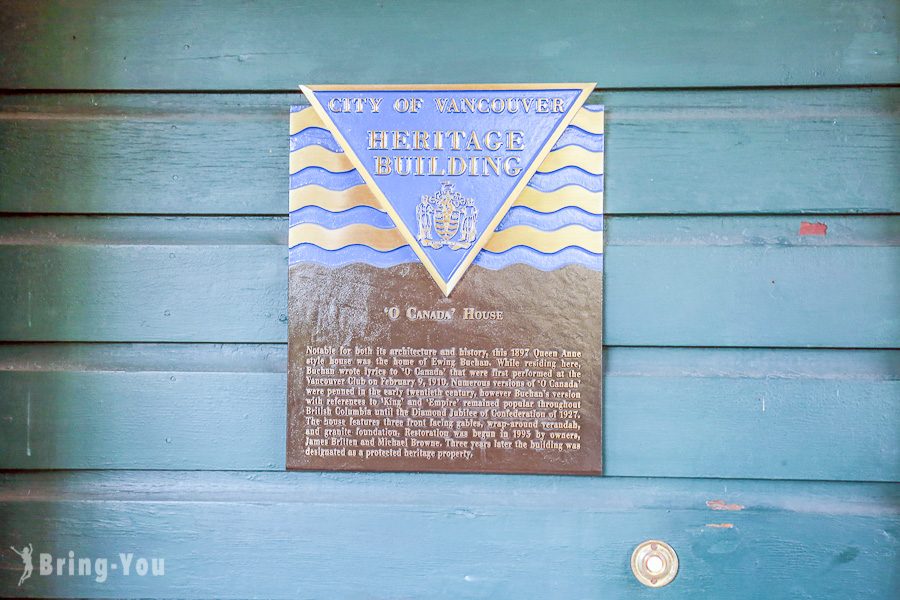 CITY OF VANCOUVER
HERITAGE
BUILDING
'O CANADA' HOUSE
Notable for both its architecture and history, this 1897 Queen Anne
style house was the home of Ewing Buchan. While residing here,
Buchan wrote lyrics to 'O Canada' that were first performed at the
Vancouver Club on February 9, 1910. Numerous versions of 'O Canada'
were penned in the early twentieth century, however Buchan's version
with references to 'King' and 'Empire' remained popular throughout
British Columbia until the Diamond Jubilee of Confederation of 1927.
The house features three front facing gables, wrap-around verandah,
and granite foundation. Restoration was begun in 1995 by owners,
James Britten and Michael Browne. Three years later the building was
designated as a protected heritage property.
Bring-You